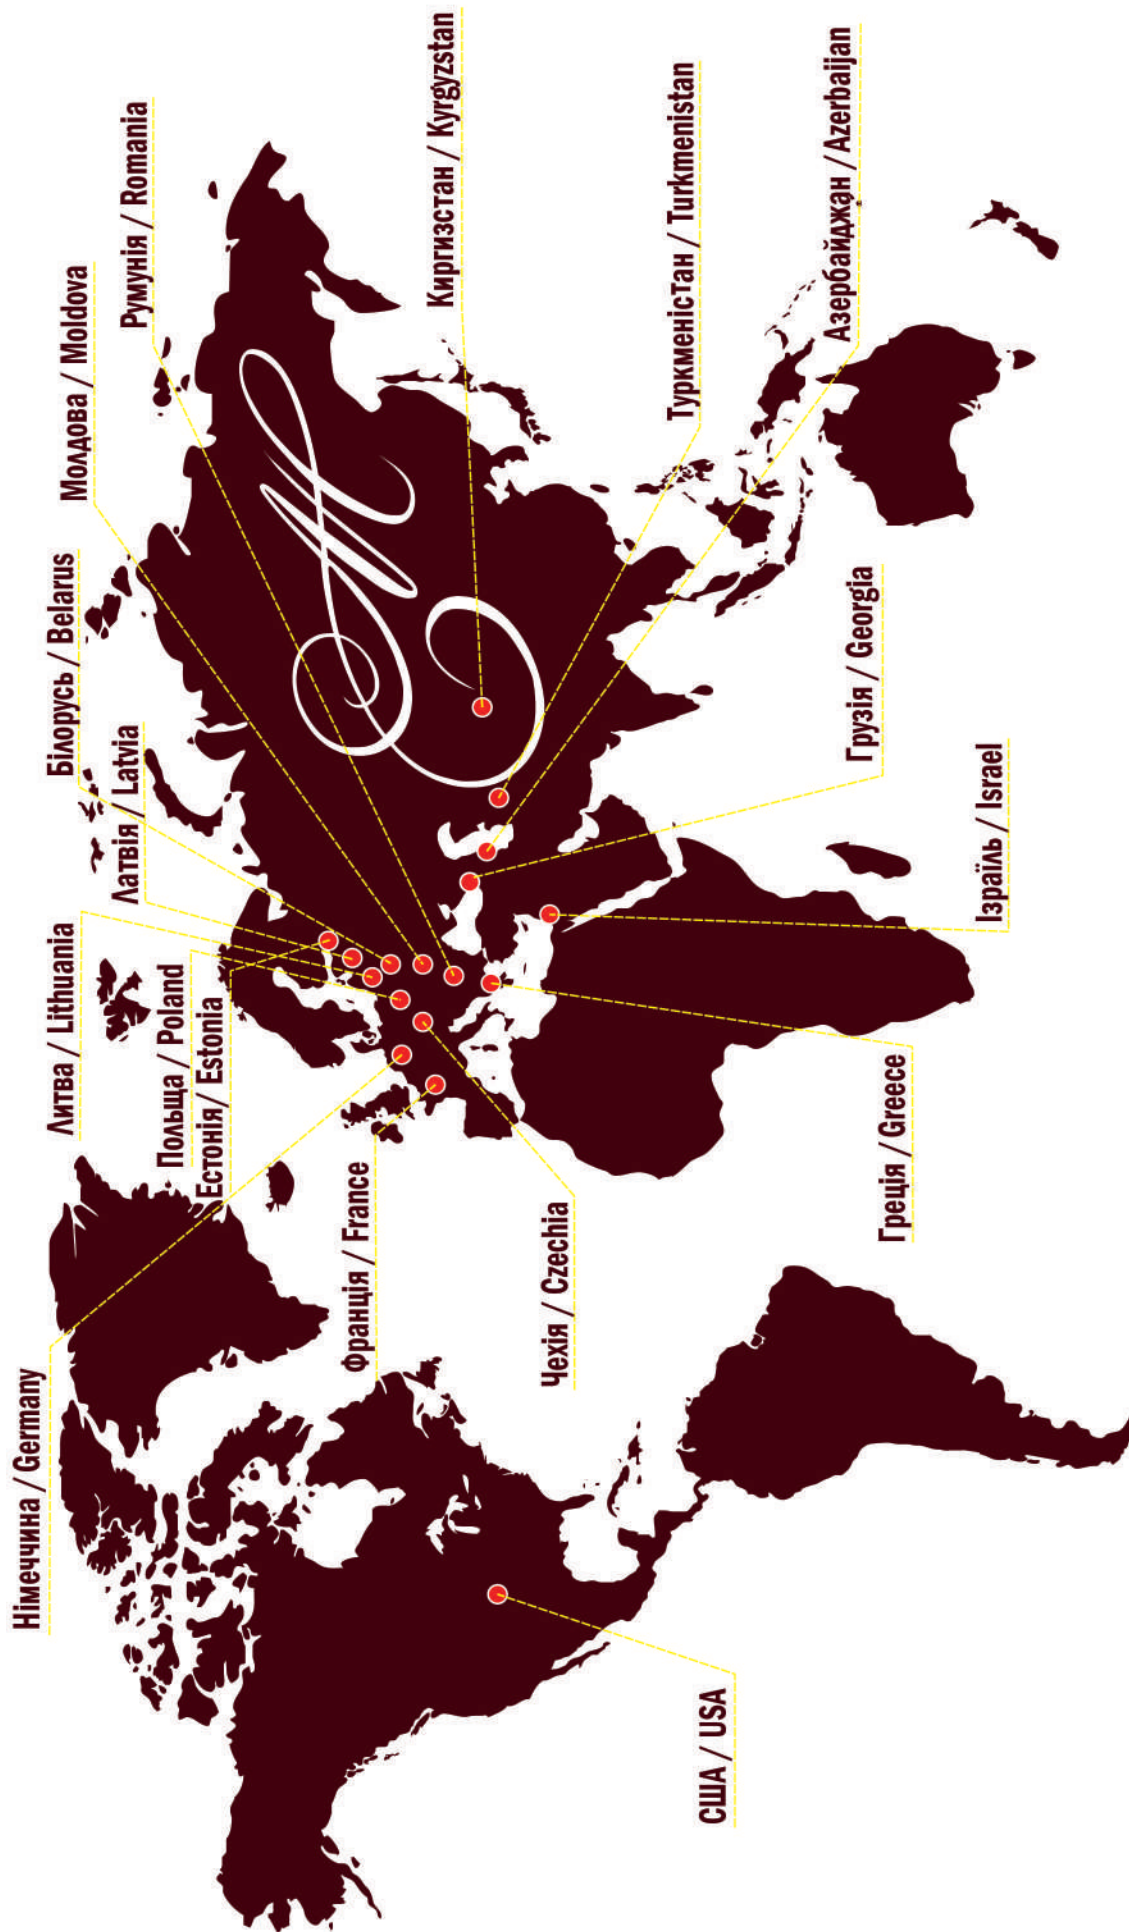 Німеччина / Germany
Литва / Lithuania
Білорусь / Belarus
Молдова / Moldova
Румунія / Romania
Латвія / Latvia
Польща / Poland
Естонія / Estonia
Франція / France
Киргизстан / Kyrgyzstan
Чехія / Czechia
Туркменістан / Turkmenistan
США / USA
Азербайджан / Azerbaijan
Грузія / Georgia
Греція / Greece
Ізраїль / Israel